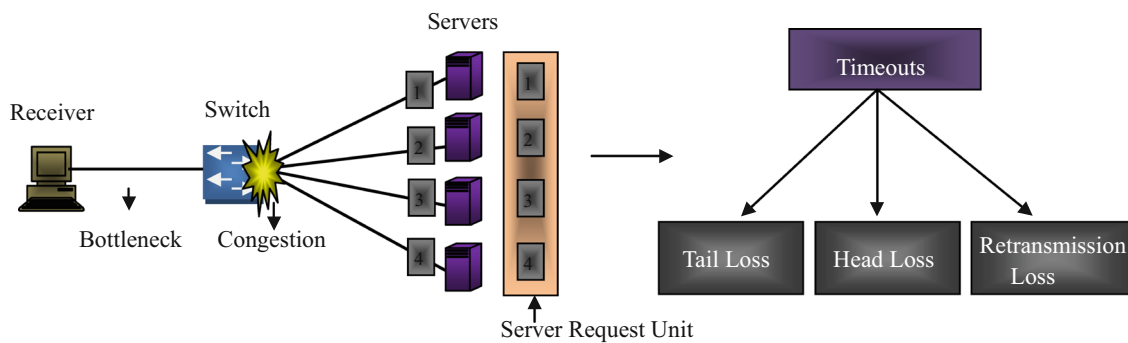 Servers
Timeouts
Receiver
Switch
1
2
3
4
1
2
3
4
Bottleneck
Congestion
Tail Loss
Head Loss
Retransmission
Loss
Server Request Unit